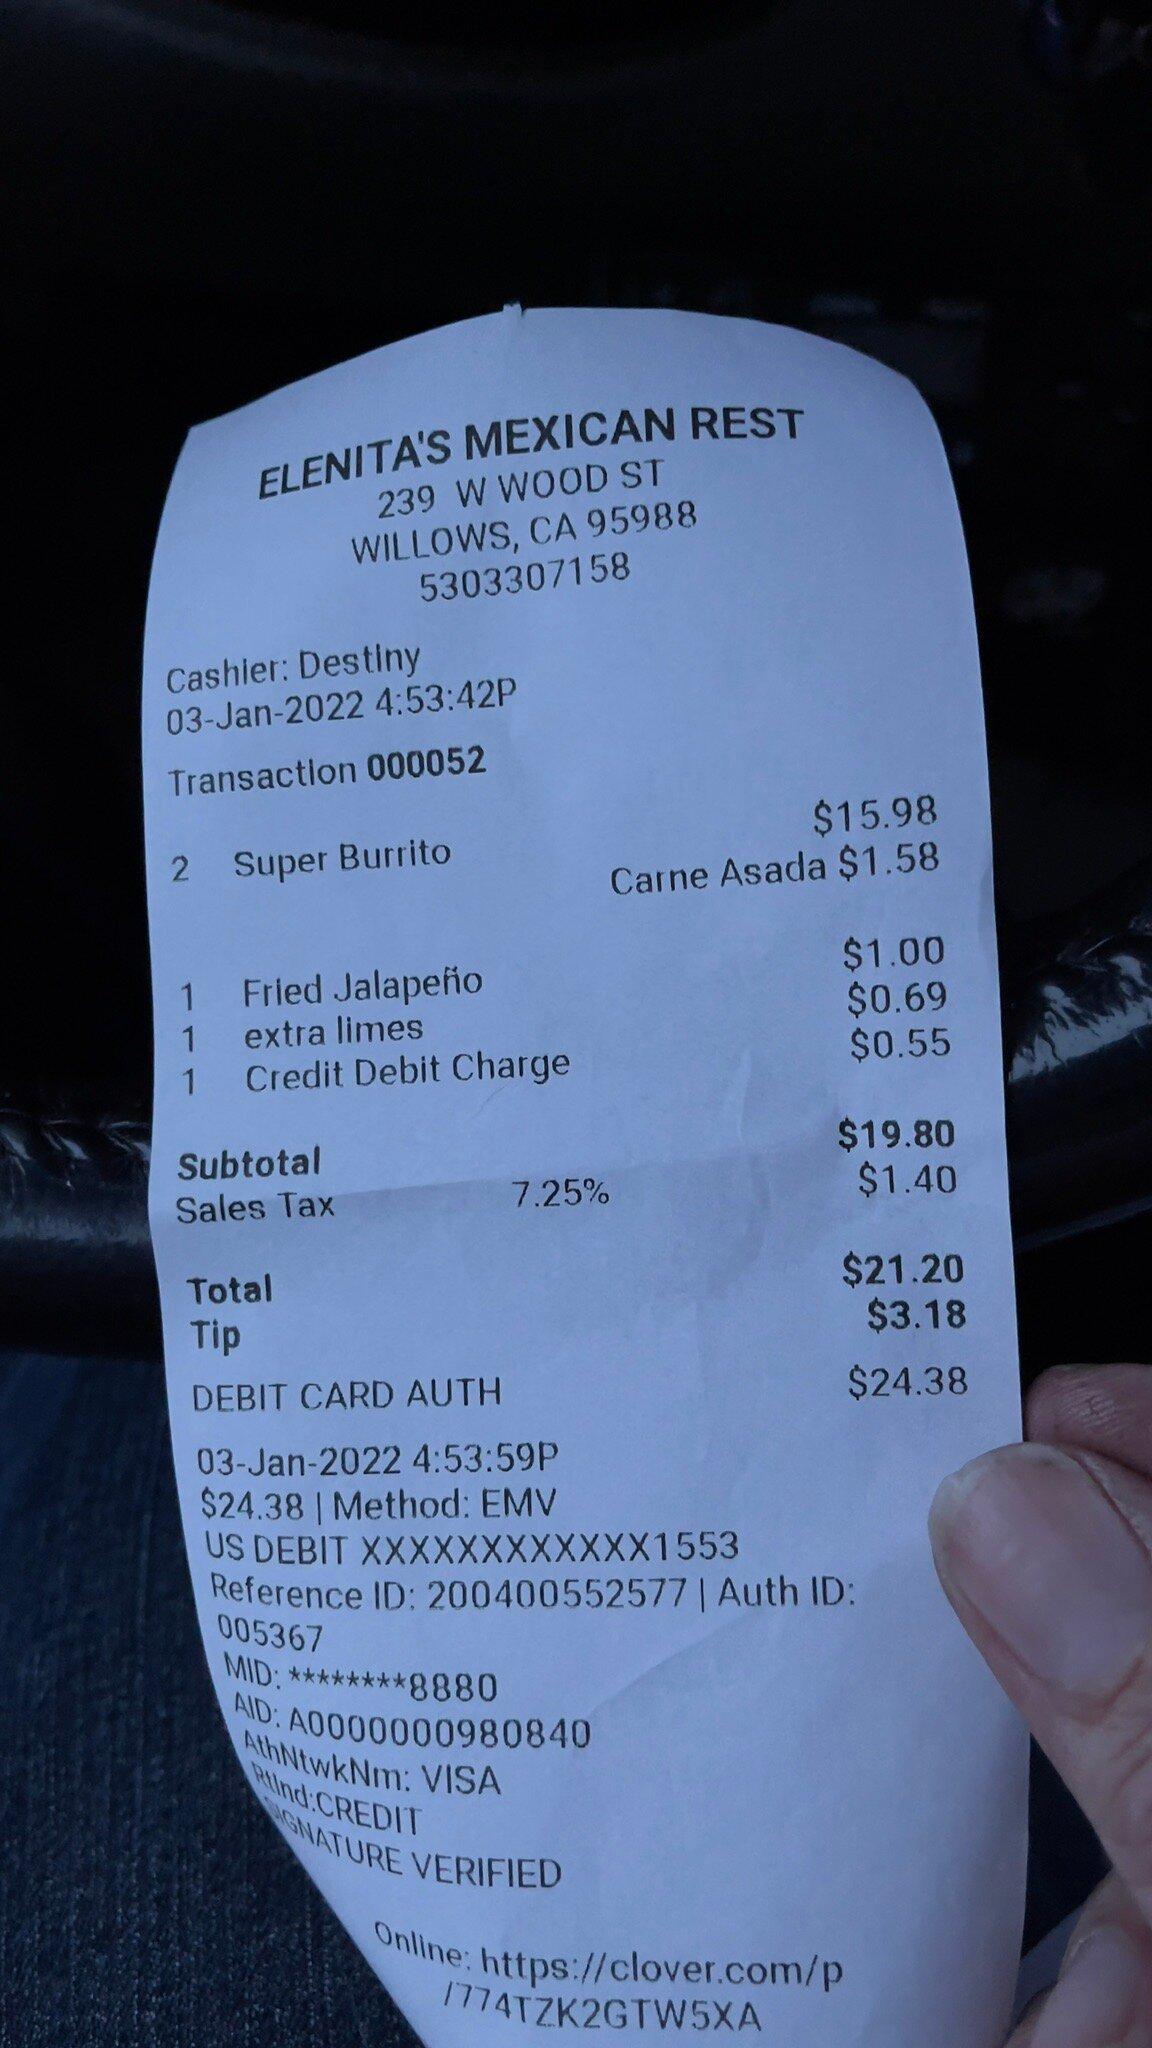 ELENITA'S MEXICAN REST
239 W WOOD ST
WILLOWS, CA 95988
5303307158
Cashier: Destiny
03-Jan-2022 4:53:42P
Transaction 000052
2 Super Burrito $15.98
Carne Asada $1.58
1 Fried Jalapeño $1.00
1 extra limes $0.69
1 Credit Debit Charge $0.55
Subtotal $19.80
Sales Tax 7.25% $1.40
Total $21.20
Tip $3.18
DEBIT CARD AUTH $24.38
03-Jan-2022 4:53:59P
$24.38 | Method: EMV
US DEBIT XXXXXXXXXXXX1553
Reference ID: 200400552577 | Auth ID:
005367
MID: ********8880
AID: A0000000980840
AthNtwkNm: VISA
RtInd:CREDIT
SIGNATURE VERIFIED
Online: https://clover.com/p
/774TZK2GTW5XA